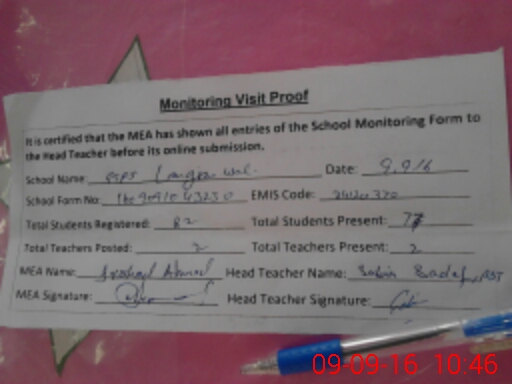 Monitoring Visit Proof
It is certified that the MEA has shown all entries of the School Monitoring Form to
the Head Teacher before its online submission.
School Name: Date: 9.9.16
School Form No: EMIS Code:
Total Students Registered: 82 Total Students Present: 77
Total Teachers Posted: 2 Total Teachers Present: 2
MEA Name: Head Teacher Name:
MEA Signature: Head Teacher Signature:
09-09-16 10:46